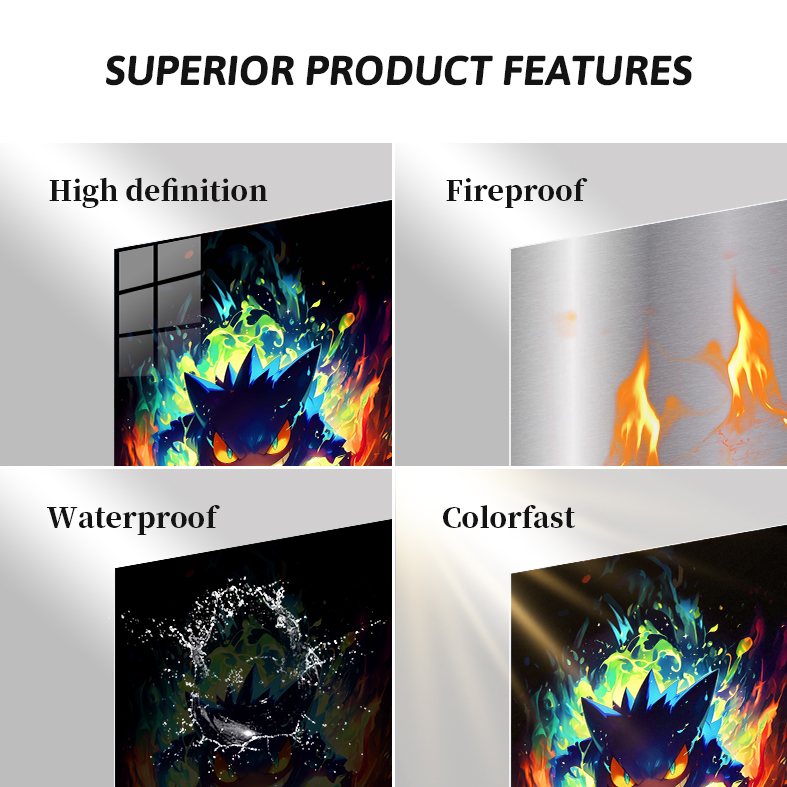 SUPERIOR PRODUCT FEATURES
High definition
Fireproof
Waterproof
Colorfast